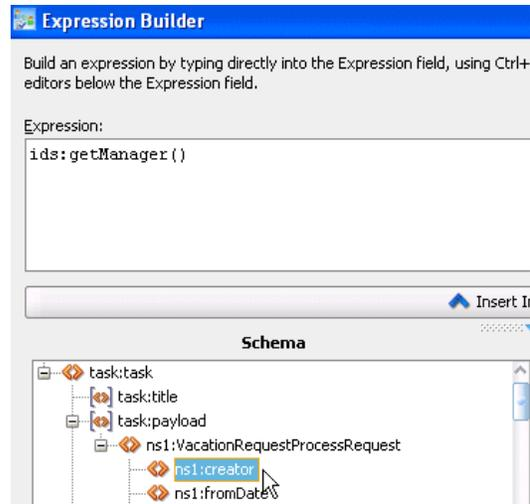 Expression Builder
Build an expression by typing directly into the Expression field, using Ctrl+
editors below the Expression field.
Expression:
ids:getManager()
Insert I
Schema
task:task
task:title
task:payload
ns1:VacationRequestProcessRequest
ns1:creator
ns1:fromDate